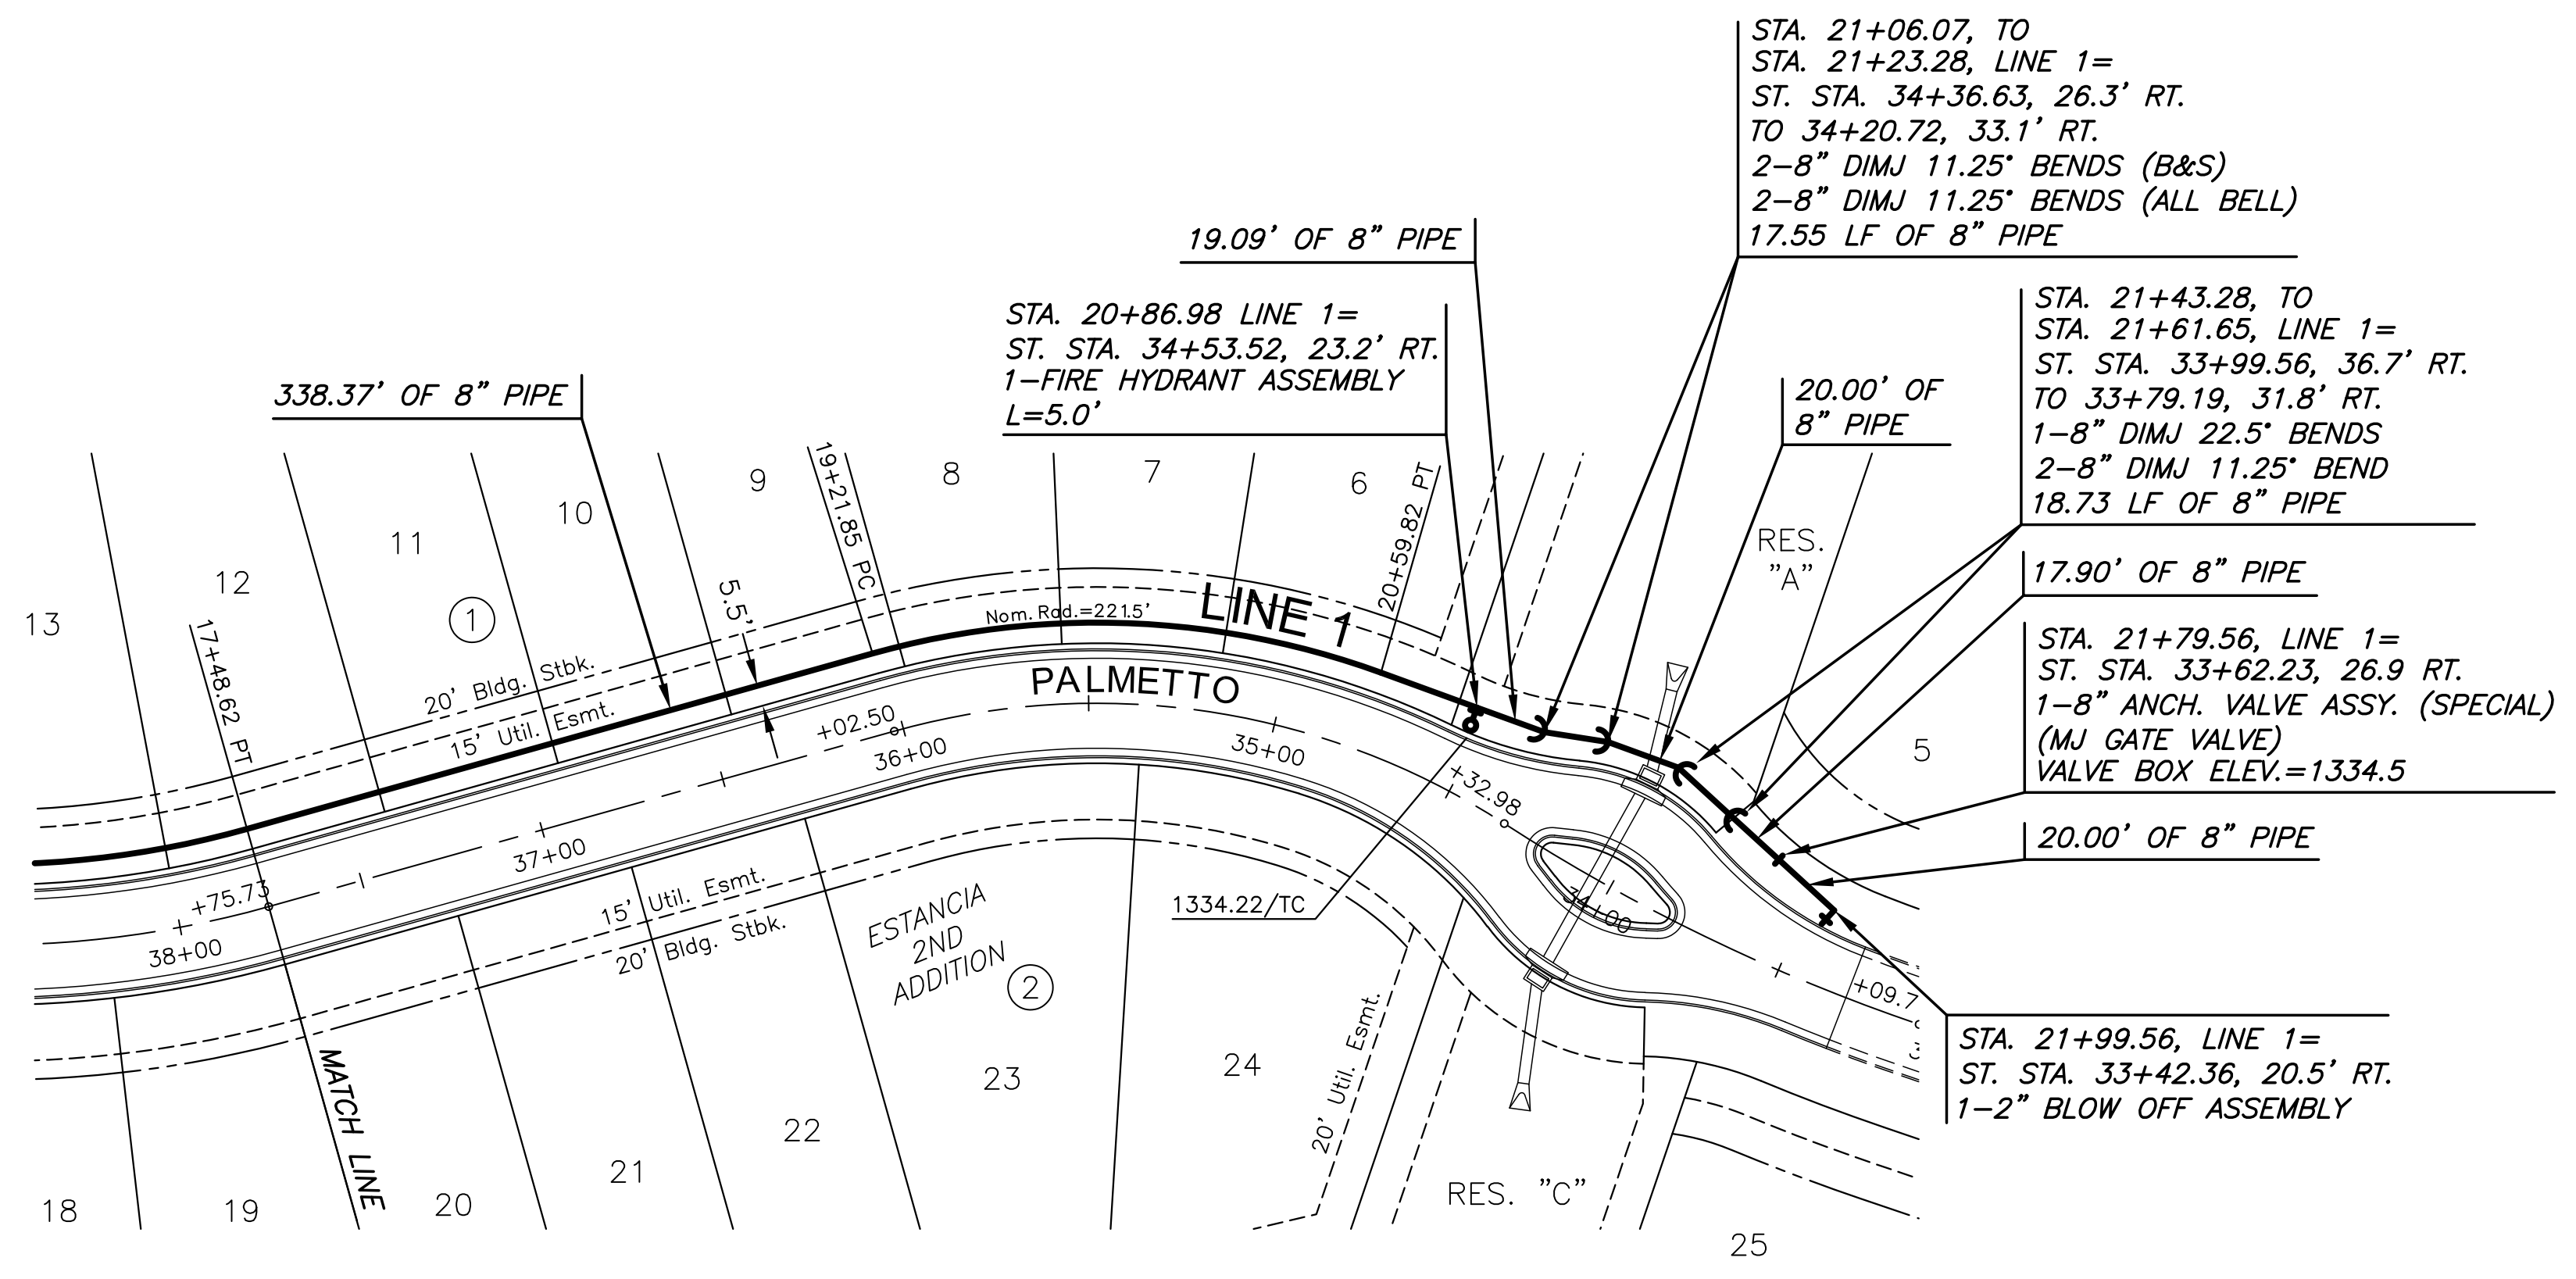 STA. 21+06.07, TO
STA. 21+23.28, LINE 1=
ST. STA. 34+36.63, 26.3' RT.
TO 34+20.72, 33.1' RT.
2-8" DIMJ 11.25° BENDS (B&S)
2-8" DIMJ 11.25° BENDS (ALL BELL)
17.55 LF OF 8" PIPE
19.09' OF 8" PIPE
STA. 20+86.98 LINE 1=
ST. STA. 34+53.52, 23.2' RT.
1-FIRE HYDRANT ASSEMBLY
L=5.0'
338.37' OF 8" PIPE
20.00' OF
8" PIPE
STA. 21+43.28, TO
STA. 21+61.65, LINE 1=
ST. STA. 33+99.56, 36.7' RT.
TO 33+79.19, 31.8' RT.
1-8" DIMJ 22.5° BENDS
2-8" DIMJ 11.25° BEND
18.73 LF OF 8" PIPE
17.90' OF 8" PIPE
STA. 21+79.56, LINE 1=
ST. STA. 33+62.23, 26.9 RT.
1-8" ANCH. VALVE ASSY. (SPECIAL)
(MJ GATE VALVE)
VALVE BOX ELEV.=1334.5
20.00' OF 8" PIPE
STA. 21+99.56, LINE 1=
ST. STA. 33+42.36, 20.5' RT.
1-2" BLOW OFF ASSEMBLY
13
12
11
10
9
8
7
6
5
RES.
"A"
1
17+48.62 PT
19+21.85 PC
20+59.82 PT
5.5'
Nom. Rad.=221.5'
LINE 1
PALMETTO
20' Bldg. Stbk.
15' Util. Esmt.
+02.50
36+00
35+00
+32.98
37+00
+75.73
38+00
34+00
+09.7
3
1334.22/TC
15' Util. Esmt.
20' Bldg. Stbk.
ESTANCIA
2ND
ADDITION
2
MATCH LINE
20' Util. Esmt.
18
19
20
21
22
23
24
RES. "C"
25